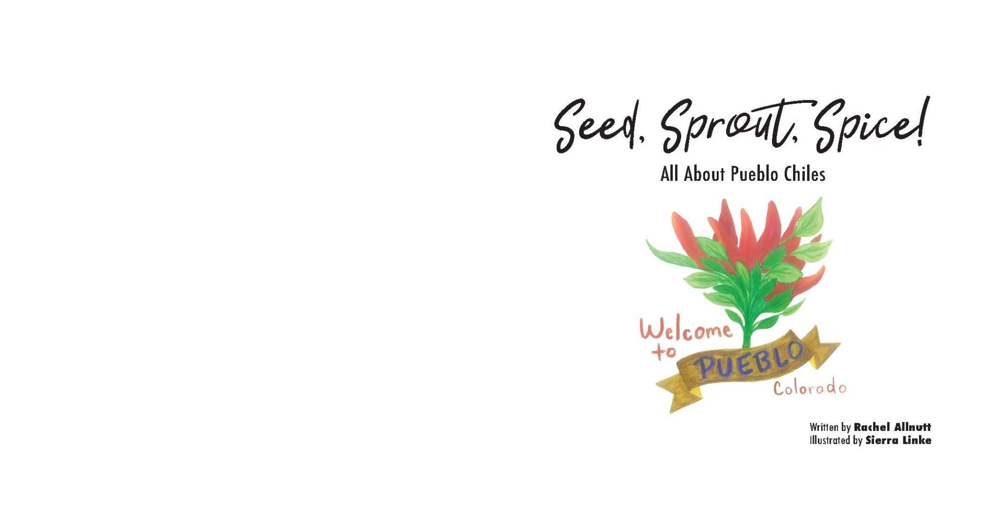 Seed, Sprout, Spice!
All About Pueblo Chiles
Welcome
to
PUEBLO
Colorado
Written by Rachel Allnutt
Illustrated by Sierra Linke